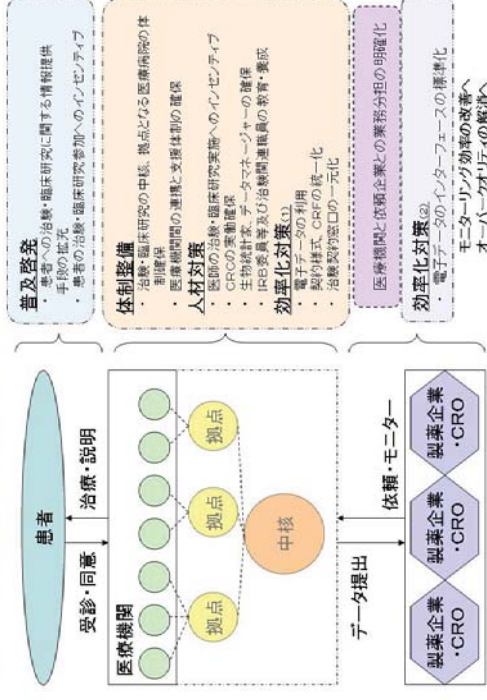 患者
受診・同意
治療・説明
医療機関
拠点
拠点
拠点
中核
データ提出
依頼・モニター
製薬企業
・CRO
製薬企業
・CRO
製薬企業
・CRO
普及啓発
・ 患者への治験・臨床研究に関する情報提供
手段の拡充
・ 患者の治験・臨床研究参加へのインセンティブ
体制整備
・ 治験・臨床研究の中核、拠点となる医療病院の体
制確保
・ 医療機関間の連携と支援体制の確保
人材対策
・ 医師の治験・臨床研究実施へのインセンティブ
・ CRCの実働確保
・ 生物統計家、データマネージャーの確保
・ IRB委員等及び治験関連職員の教育・養成
効率化対策(1)
・ 電子データの利用
・ 契約様式、CRFの統一化
・ 治験契約窓口の一元化
医療機関と依頼企業との業務分担の明確化
効率化対策(2)
・ 電子データのインターフェースの標準化
モニターリング効率の改善へ
オーバークオリティの解消へ